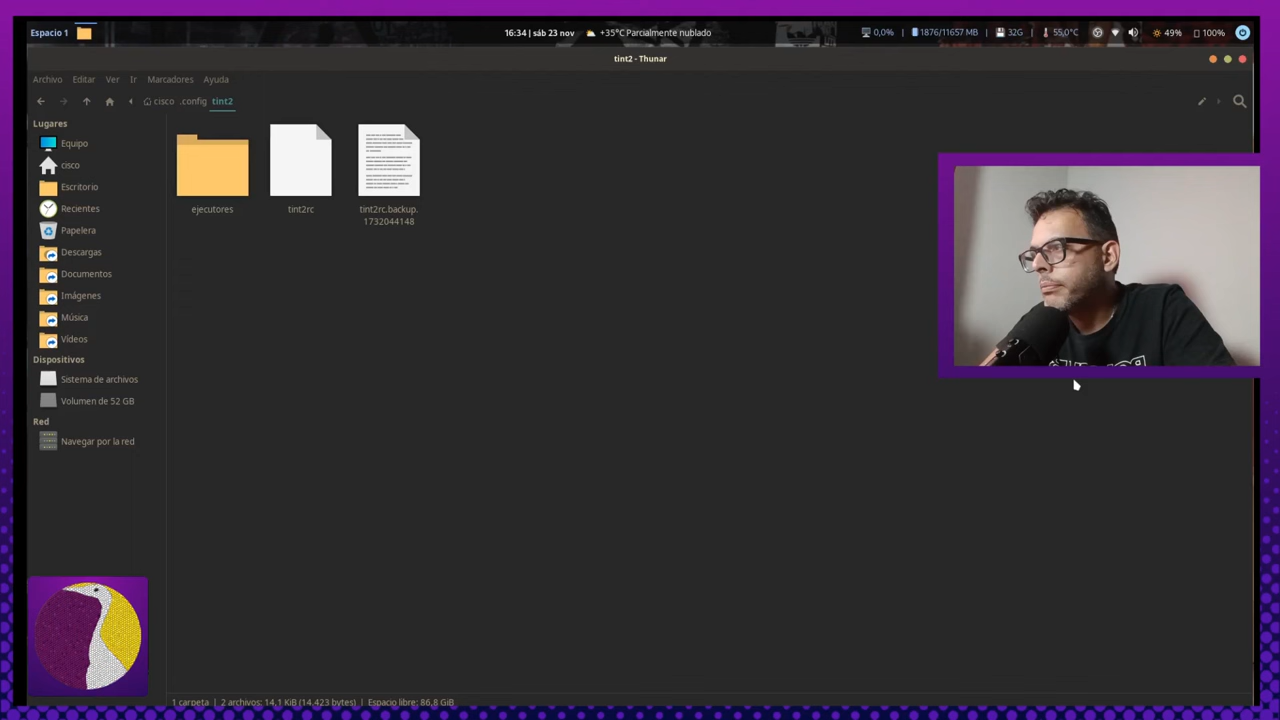 Espacio 1
16:34 | sáb 23 nov
+35°C Parcialmente nublado
0,0% | 1876/11657 MB | 32G | 55,0°C | 49% 100%
tint2 - Thunar
Archivo Editar Ver Ir Marcadores Ayuda
cisco .config tint2
Lugares
Equipo
cisco
Escritorio
Recientes
Papelera
Descargas
Documentos
Imágenes
Música
Vídeos
Dispositivos
Sistema de archivos
Volumen de 52 GB
Red
Navegar por la red
ejecutores
tint2rc
tint2rc.backup.
1732044148
1 carpeta | 2 archivos: 14,1 KiB (14.423 bytes) | Espacio libre: 86,8 GiB